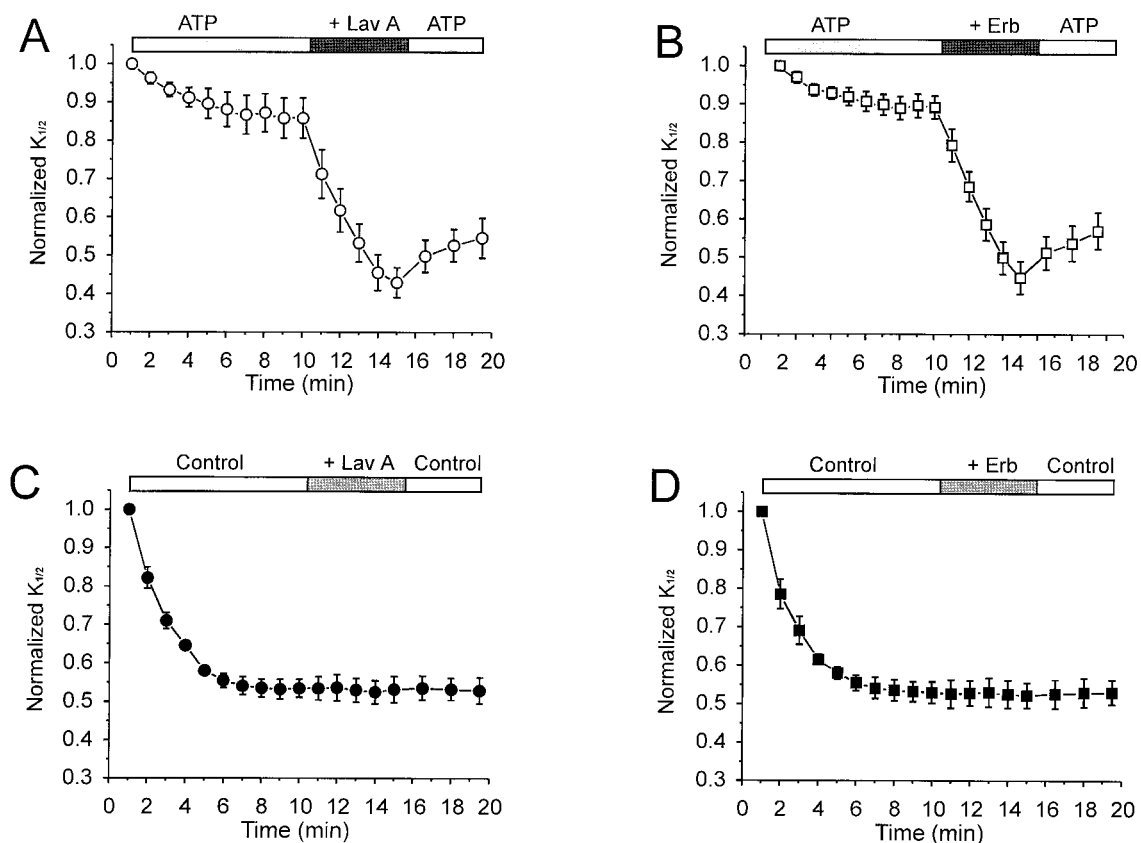 A
ATP
+ Lav A
ATP
Normalized K1/2
1.0
0.9
0.8
0.7
0.6
0.5
0.4
0.3
0 2 4 6 8 10 12 14 16 18 20
Time (min)
B
ATP
+ Erb
ATP
Normalized K1/2
1.0
0.9
0.8
0.7
0.6
0.5
0.4
0.3
0 2 4 6 8 10 12 14 16 18 20
Time (min)
C
Control
+ Lav A
Control
Normalized K1/2
1.0
0.9
0.8
0.7
0.6
0.5
0.4
0.3
0 2 4 6 8 10 12 14 16 18 20
Time (min)
D
Control
+ Erb
Control
Normalized K1/2
1.0
0.9
0.8
0.7
0.6
0.5
0.4
0.3
0 2 4 6 8 10 12 14 16 18 20
Time (min)